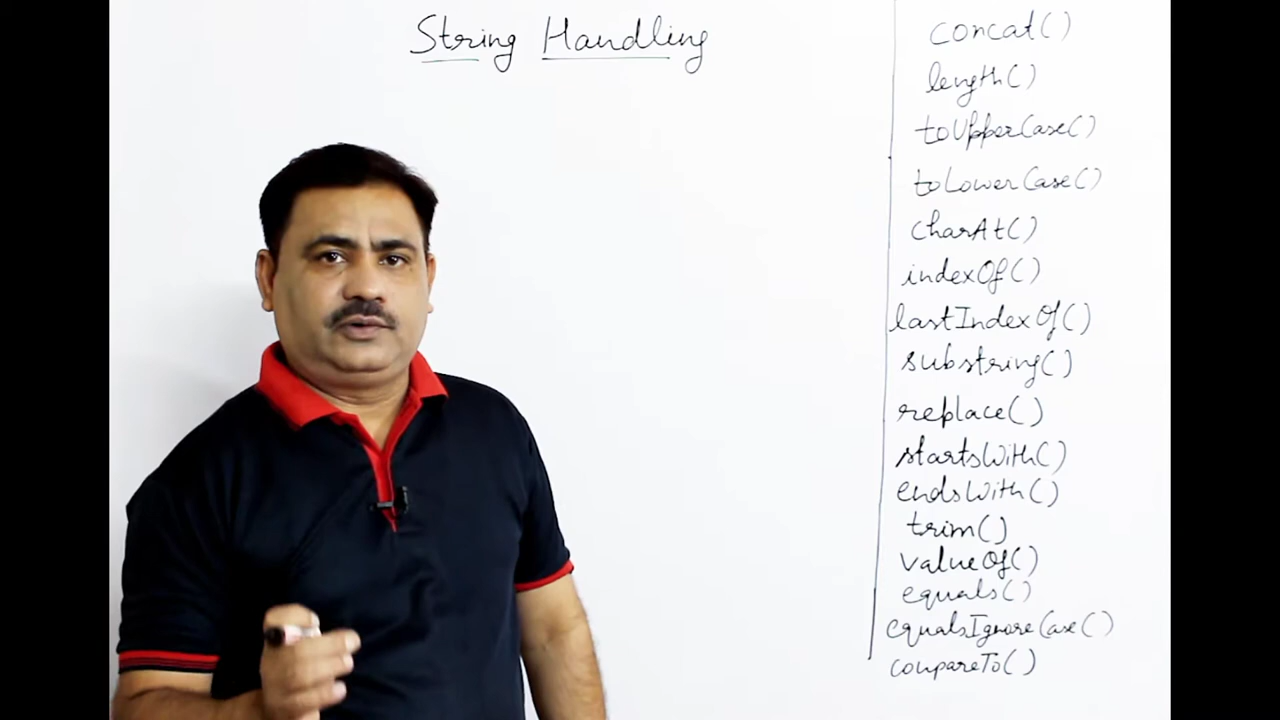 String Handling
concat()
length()
toUpperCase()
toLowerCase()
charAt()
indexOf()
lastIndexOf()
substring()
replace()
startsWith()
endsWith()
trim()
valueOf()
equals()
equalsIgnoreCase()
compareTo()